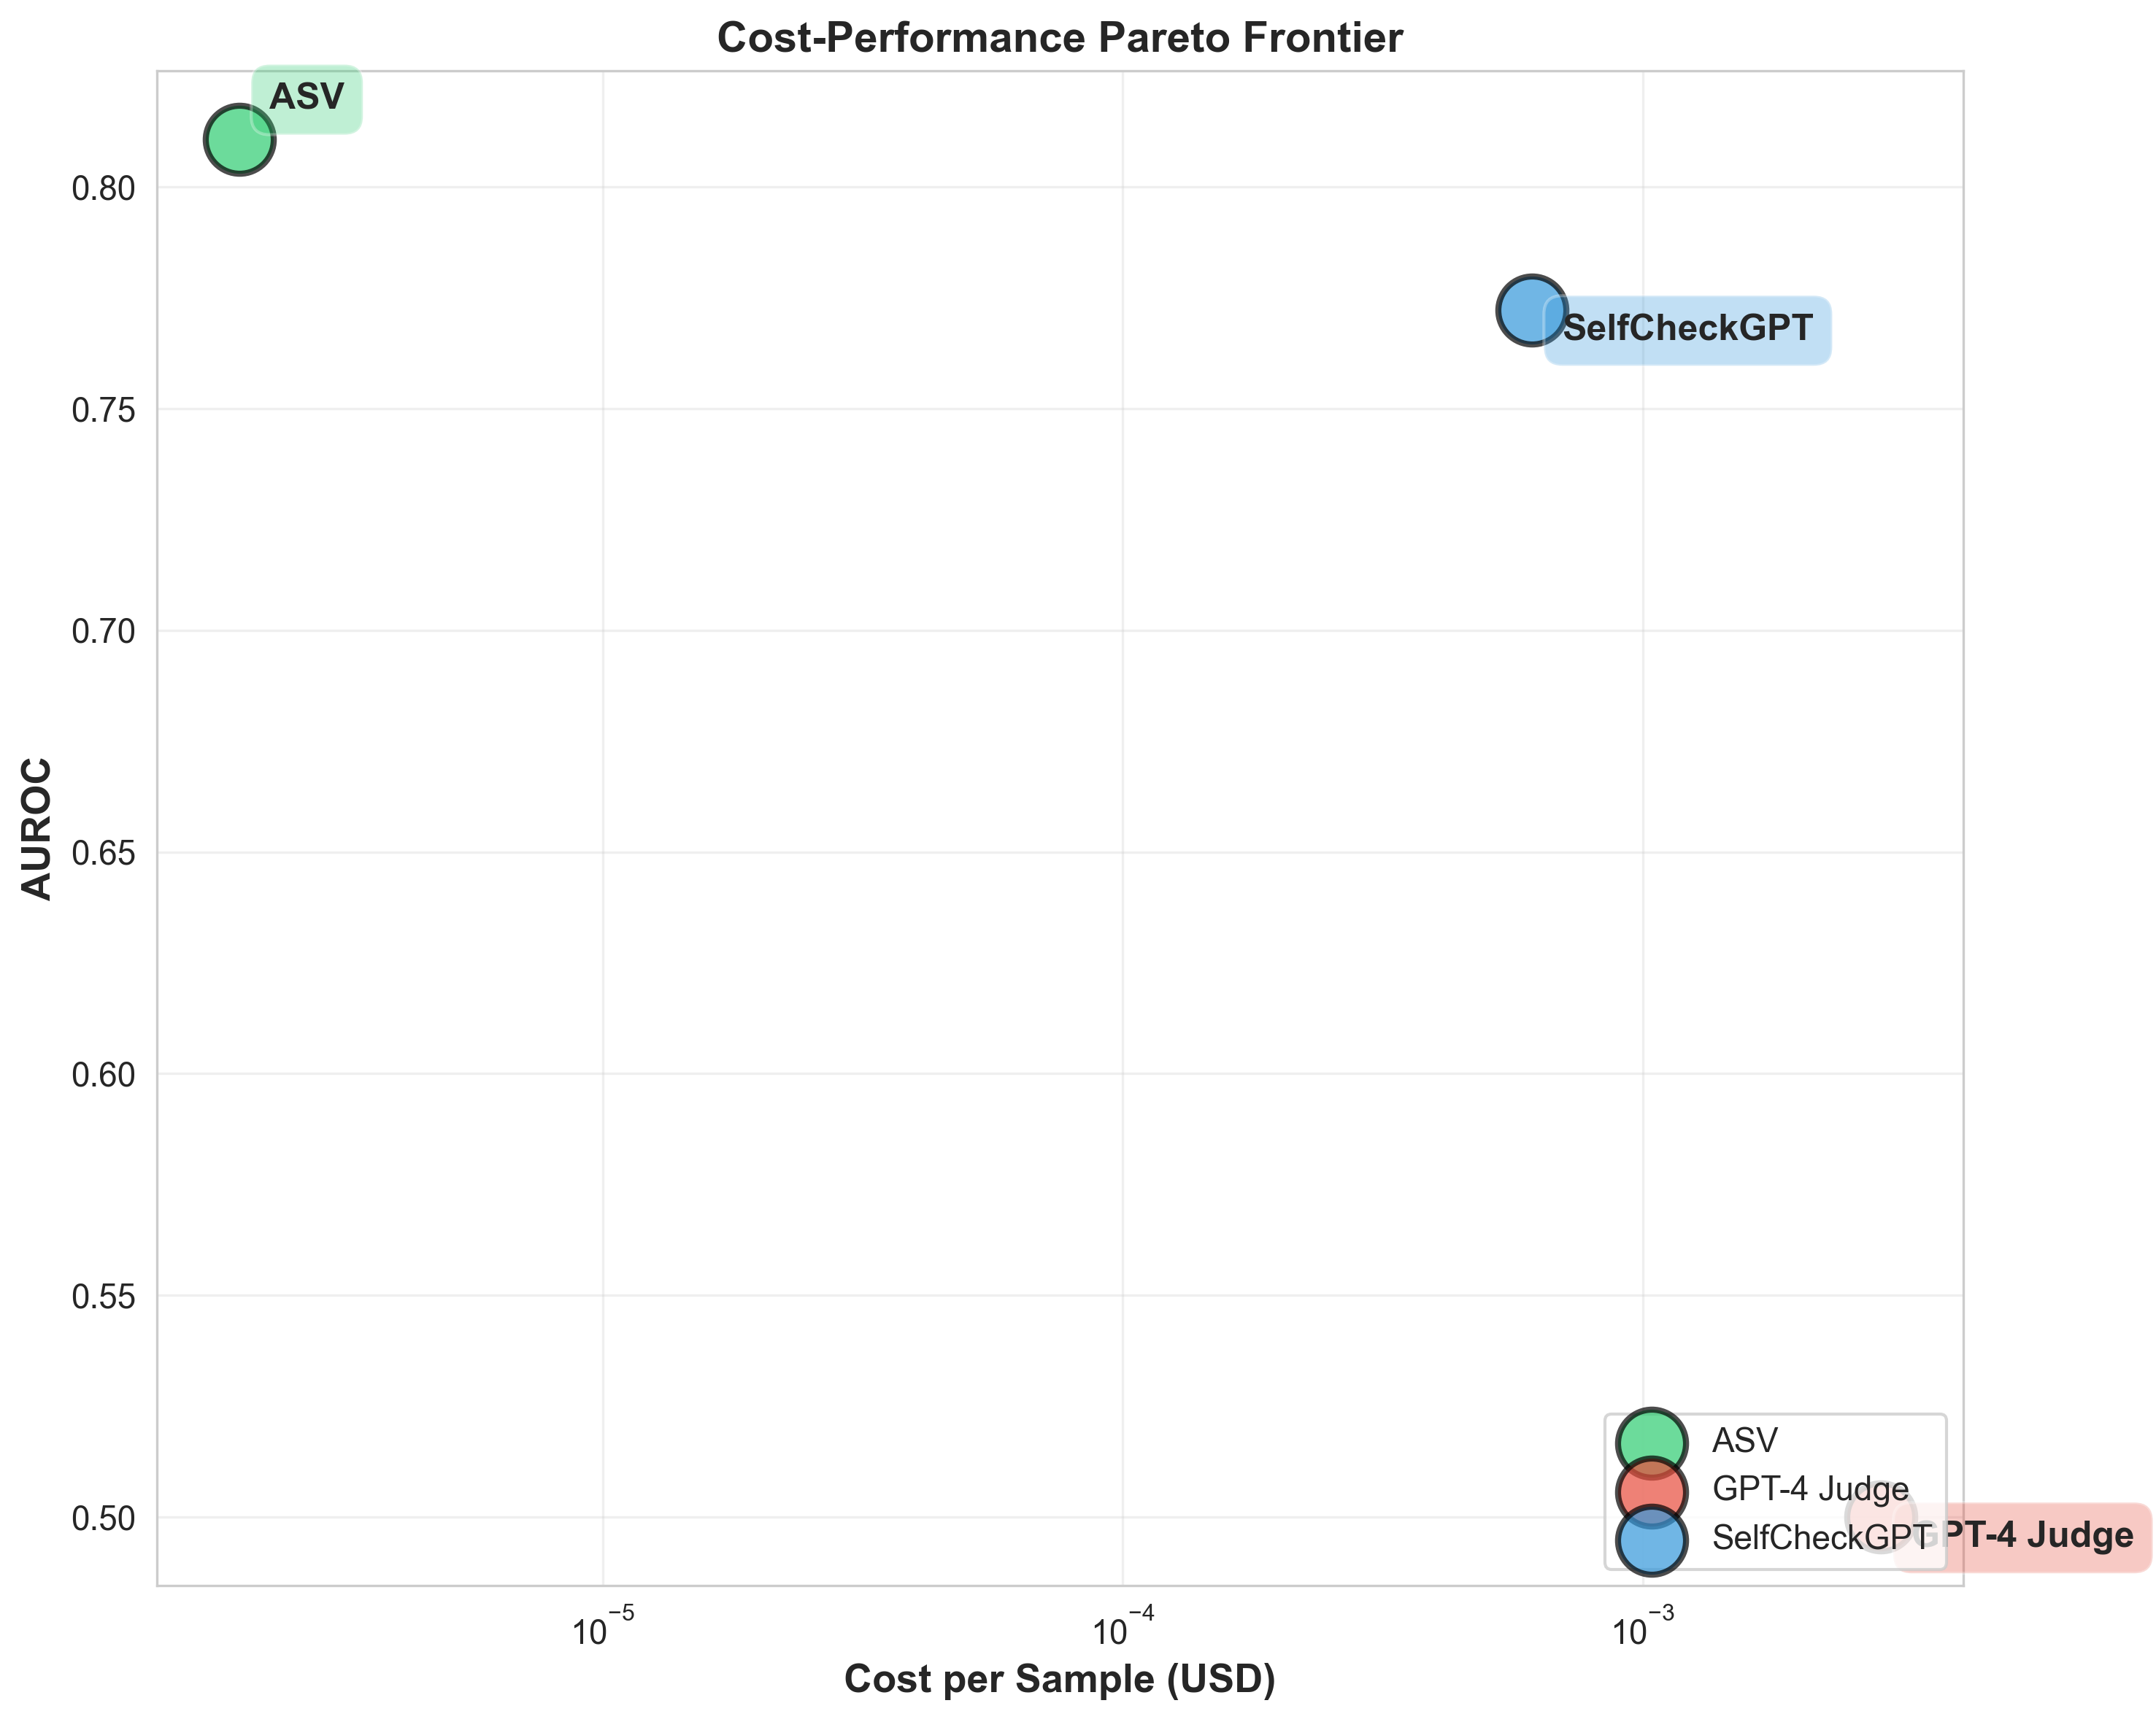 Cost-Performance Pareto Frontier
ASV
0.80
SelfCheckGPT
0.75
0.70
AUROC
0.65
0.60
0.55
ASV
GPT-4 Judge
0.50
GPT-4 Judge
SelfCheckGPT
10⁻⁵
10⁻⁴
10⁻³
Cost per Sample (USD)